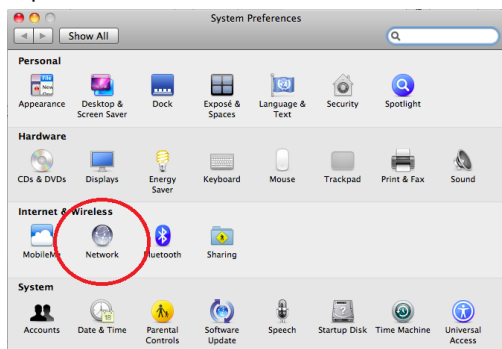 System Preferences
Show All
Personal
Appearance
Desktop &
Screen Saver
Dock
Exposé &
Spaces
Language &
Text
Security
Spotlight
Hardware
CDs & DVDs
Displays
Energy
Saver
Keyboard
Mouse
Trackpad
Print & Fax
Sound
Internet & Wireless
MobileMe
Network
Bluetooth
Sharing
System
Accounts
Date & Time
Parental
Controls
Software
Update
Speech
Startup Disk
Time Machine
Universal
Access